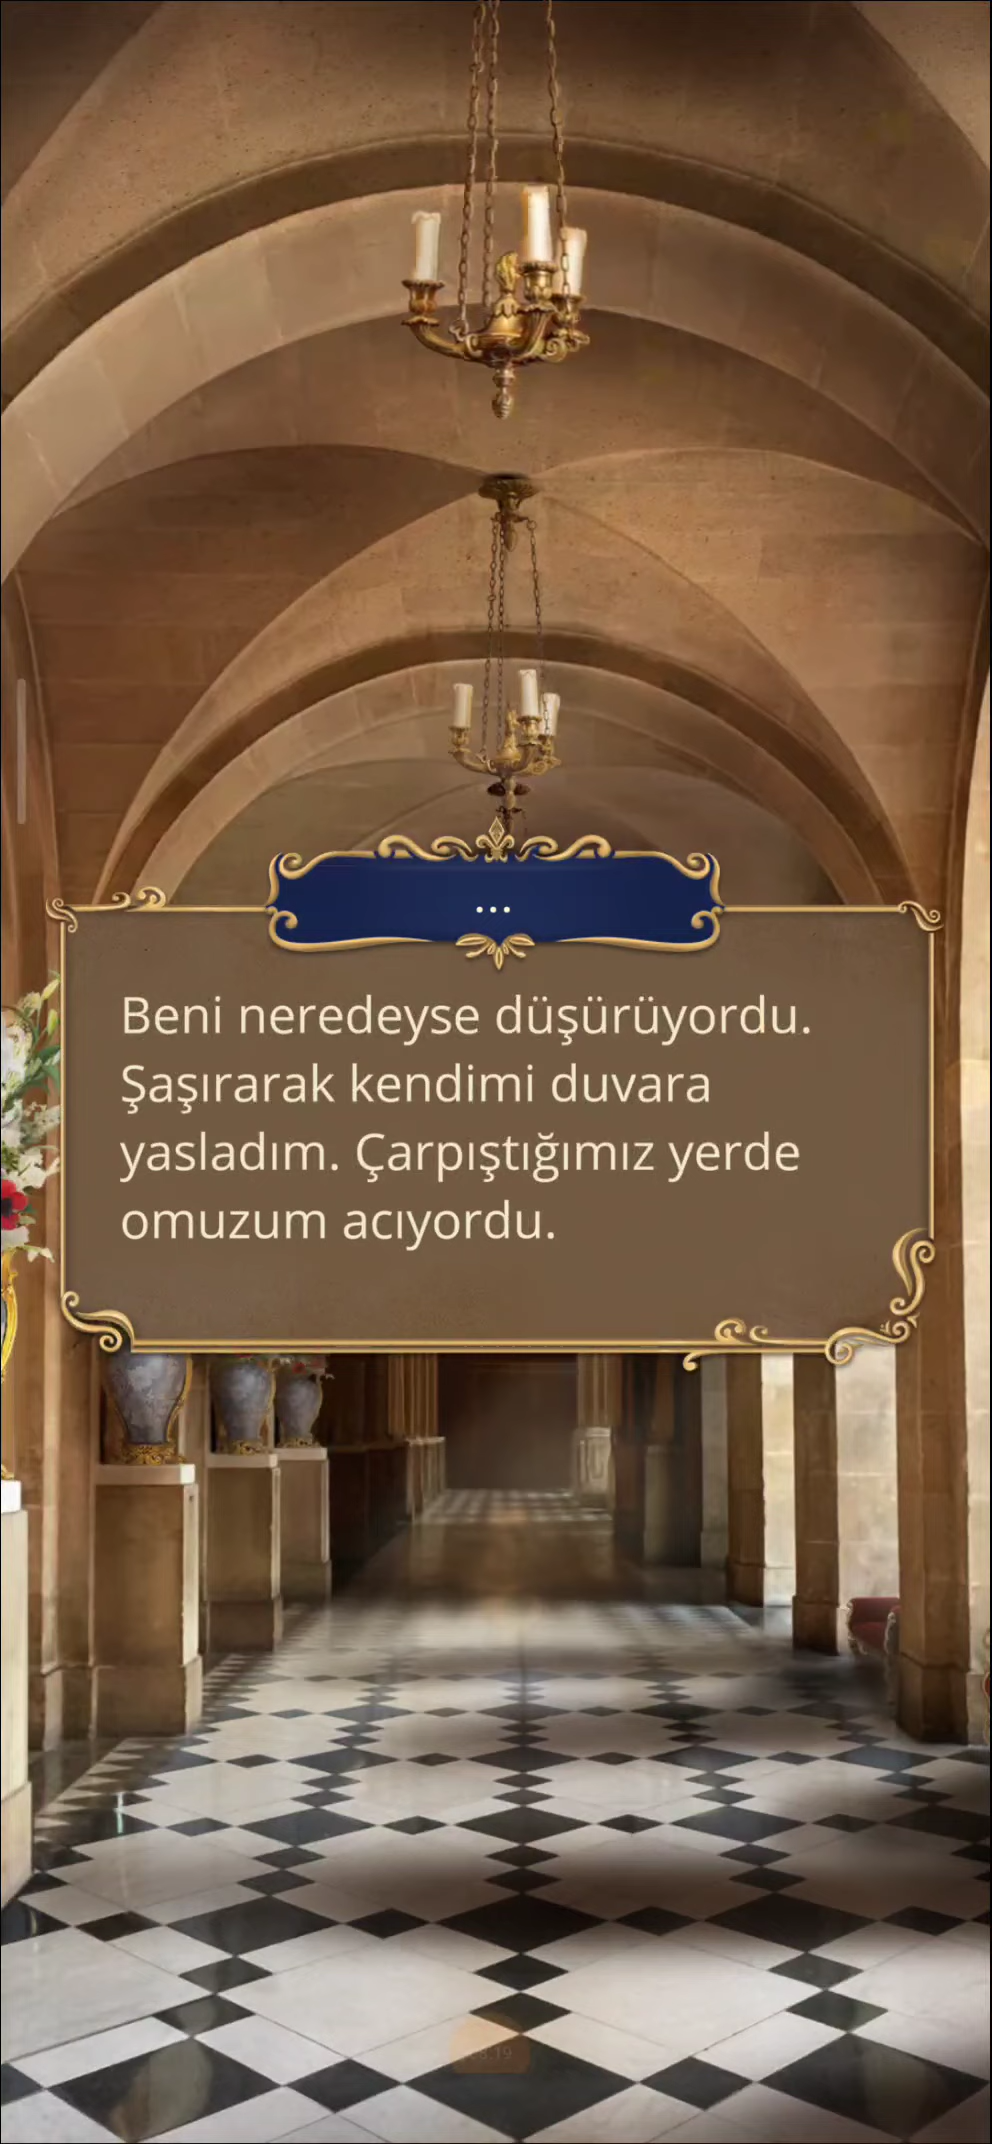 ...
Beni neredeyse düşürüyordu.
Şaşırarak kendimi duvara
yasladım. Çarpıştığımız yerde
omuzum acıyordu.